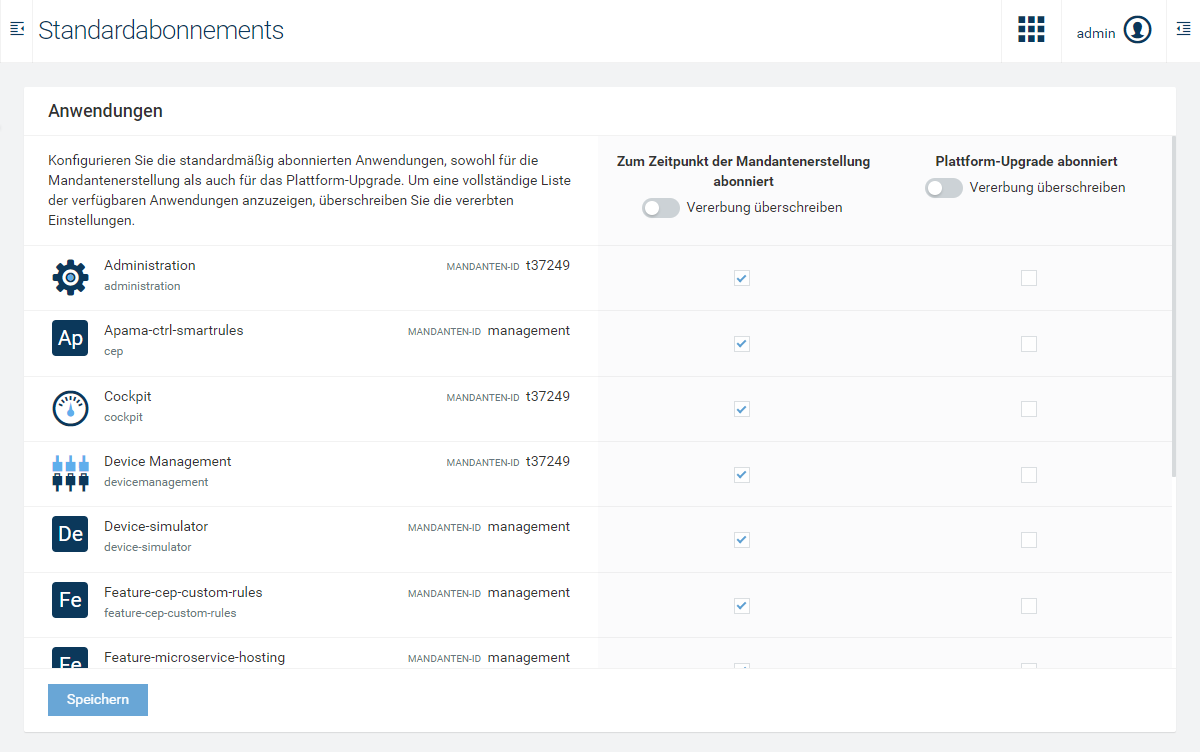 Standardabonnements
admin
Anwendungen
Konfigurieren Sie die standardmäßig abonnierten Anwendungen, sowohl für die
Mandantenerstellung als auch für das Plattform-Upgrade. Um eine vollständige Liste
der verfügbaren Anwendungen anzuzeigen, überschreiben Sie die vererbten
Einstellungen.
Zum Zeitpunkt der Mandantenerstellung
abonniert
Vererbung überschreiben
Plattform-Upgrade abonniert
Vererbung überschreiben
Administration
administration
MANDANTEN-ID t37249
Ap
Apama-ctrl-smartrules
cep
MANDANTEN-ID management
Cockpit
cockpit
MANDANTEN-ID t37249
Device Management
devicemanagement
MANDANTEN-ID t37249
De
Device-simulator
device-simulator
MANDANTEN-ID management
Fe
Feature-cep-custom-rules
feature-cep-custom-rules
MANDANTEN-ID management
Fe
Feature-microservice-hosting
MANDANTEN-ID management
Speichern